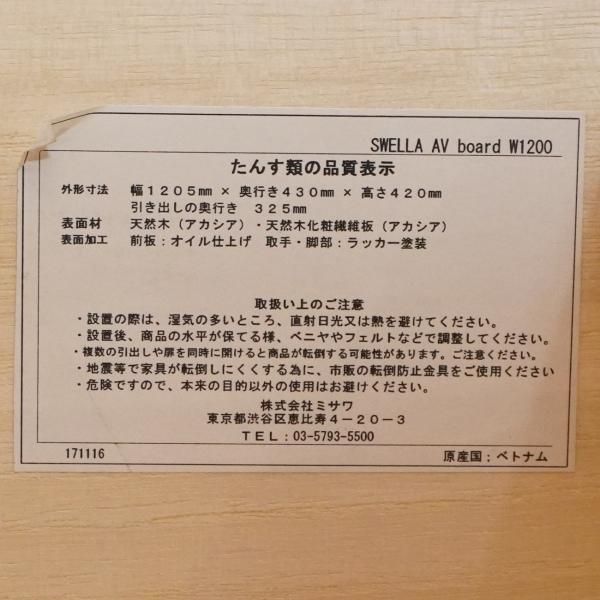 SWELLA AV board W1200
たんす類の品質表示
外形寸法 幅1205mm × 奥行き430mm × 高さ420mm
引き出しの奥行き 325mm
表面材 天然木（アカシア）・天然木化粧繊維板（アカシア）
表面加工 前板：オイル仕上げ 取手・脚部：ラッカー塗装
取扱い上のご注意
・設置の際は、湿気の多いところ、直射日光又は熱を避けてください。
・設置後、商品の水平が保てる様、ベニヤやフェルトなどで調整してください。
・複数の引出しや扉を同時に開けると商品が転倒する可能性があります。ご注意ください。
・地震等で家具が転倒しにくくする為に、市販の転倒防止金具をご使用ください
・危険ですので、本来の目的以外の使用はお避けください。
株式会社ミサワ
東京都渋谷区恵比寿4－20－3
TEL：03-5793-5500
171116 原産国：ベトナム